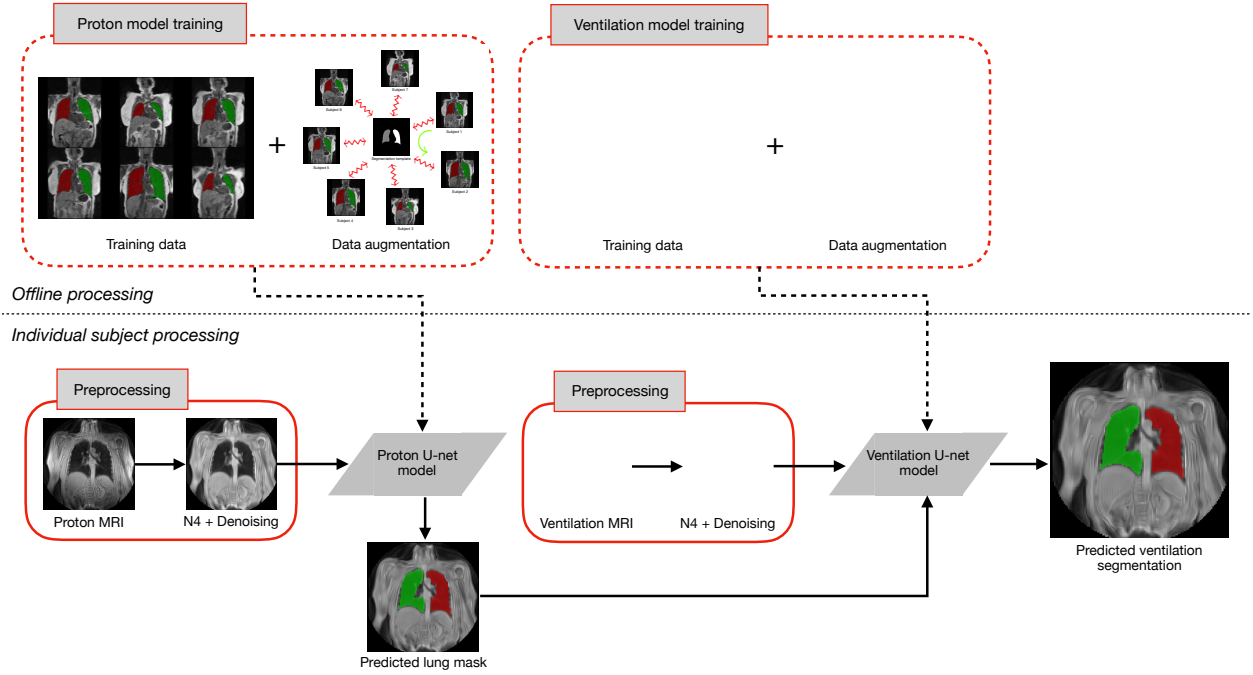 Proton model training
Ventilation model training
Subject 7
Subject 6
Subject 1
Segmentation template
Subject 5
Subject 2
Subject 4
Subject 3
+
+
Training data
Data augmentation
Training data
Data augmentation
Offline processing
Individual subject processing
Preprocessing
Preprocessing
Proton U-net
model
Ventilation U-net
model
Proton MRI
N4 + Denoising
Ventilation MRI
N4 + Denoising
Predicted ventilation
segmentation
Predicted lung mask